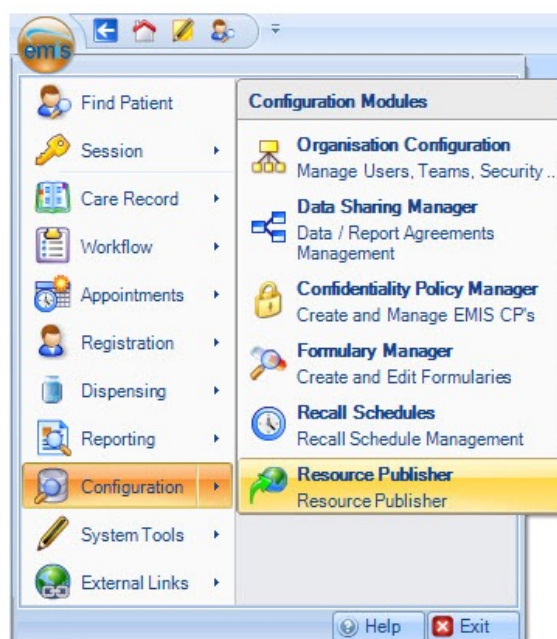 emis
Find Patient
Session
Care Record
Workflow
Appointments
Registration
Dispensing
Reporting
Configuration
System Tools
External Links
Configuration Modules
Organisation Configuration
Manage Users, Teams, Security ...
Data Sharing Manager
Data / Report Agreements
Management
Confidentiality Policy Manager
Create and Manage EMIS CP's
Formulary Manager
Create and Edit Formularies
Recall Schedules
Recall Schedule Management
Resource Publisher
Resource Publisher
Help
Exit